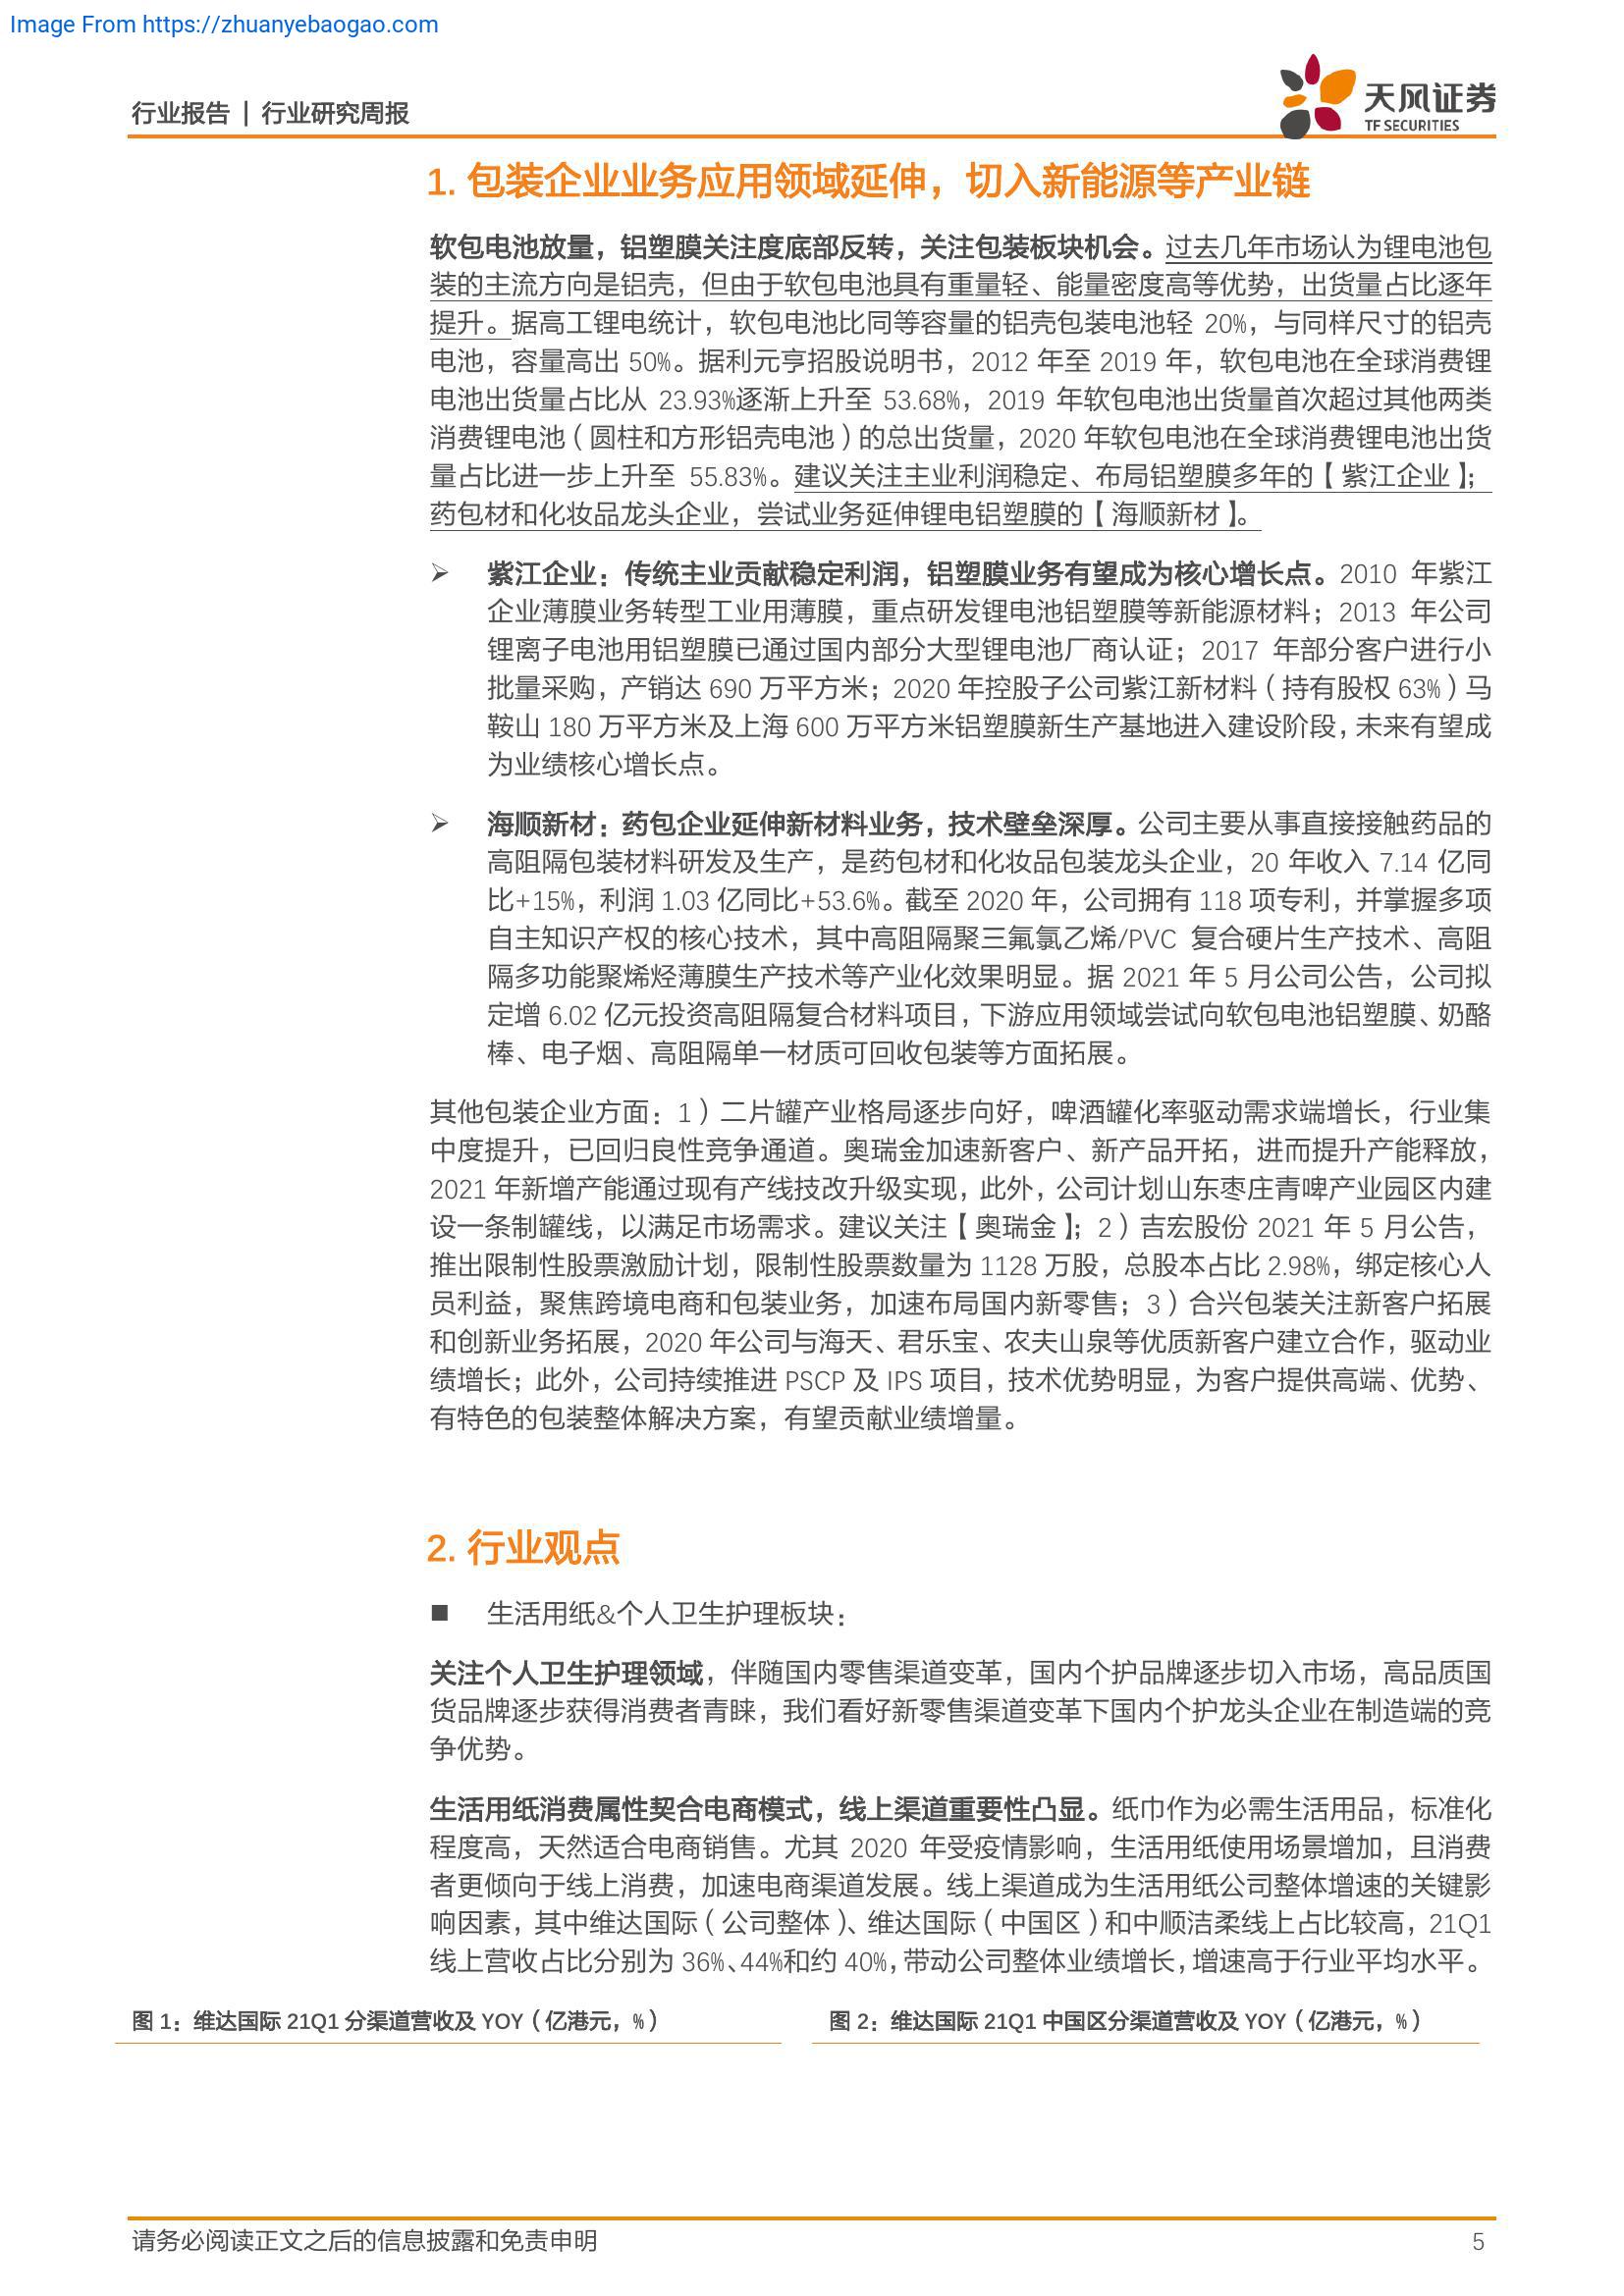 Image From https://zhuanyebaogao.com
行业报告 | 行业研究周报
天风证券
TF SECURITIES
1. 包装企业业务应用领域延伸，切入新能源等产业链
软包电池放量，铝塑膜关注度底部反转，关注包装板块机会。过去几年市场认为锂电池包
装的主流方向是铝壳，但由于软包电池具有重量轻、能量密度高等优势，出货量占比逐年
提升。据高工锂电统计，软包电池比同等容量的铝壳包装电池轻 20%，与同样尺寸的铝壳
电池，容量高出 50%。据利元亨招股说明书，2012 年至 2019 年，软包电池在全球消费锂
电池出货量占比从 23.93%逐渐上升至 53.68%，2019 年软包电池出货量首次超过其他两类
消费锂电池（圆柱和方形铝壳电池）的总出货量，2020 年软包电池在全球消费锂电池出货
量占比进一步上升至 55.83%。建议关注主业利润稳定、布局铝塑膜多年的【紫江企业】；
药包材和化妆品龙头企业，尝试业务延伸锂电铝塑膜的【海顺新材】。
➢ 紫江企业：传统主业贡献稳定利润，铝塑膜业务有望成为核心增长点。2010 年紫江
企业薄膜业务转型工业用薄膜，重点研发锂电池铝塑膜等新能源材料；2013 年公司
锂离子电池用铝塑膜已通过国内部分大型锂电池厂商认证；2017 年部分客户进行小
批量采购，产销达 690 万平方米；2020 年控股子公司紫江新材料（持有股权 63%）马
鞍山 180 万平方米及上海 600 万平方米铝塑膜新生产基地进入建设阶段，未来有望成
为业绩核心增长点。
➢ 海顺新材：药包企业延伸新材料业务，技术壁垒深厚。公司主要从事直接接触药品的
高阻隔包装材料研发及生产，是药包材和化妆品包装龙头企业，20 年收入 7.14 亿同
比+15%，利润 1.03 亿同比+53.6%。截至 2020 年，公司拥有 118 项专利，并掌握多项
自主知识产权的核心技术，其中高阻隔聚三氟氯乙烯/PVC 复合硬片生产技术、高阻
隔多功能聚烯烃薄膜生产技术等产业化效果明显。据 2021 年 5 月公司公告，公司拟
定增 6.02 亿元投资高阻隔复合材料项目，下游应用领域尝试向软包电池铝塑膜、奶酪
棒、电子烟、高阻隔单一材质可回收包装等方面拓展。
其他包装企业方面：1）二片罐产业格局逐步向好，啤酒罐化率驱动需求端增长，行业集
中度提升，已回归良性竞争通道。奥瑞金加速新客户、新产品开拓，进而提升产能释放，
2021 年新增产能通过现有产线技改升级实现，此外，公司计划山东枣庄青啤产业园区内建
设一条制罐线，以满足市场需求。建议关注【奥瑞金】；2）吉宏股份 2021 年 5 月公告，
推出限制性股票激励计划，限制性股票数量为 1128 万股，总股本占比 2.98%，绑定核心人
员利益，聚焦跨境电商和包装业务，加速布局国内新零售；3）合兴包装关注新客户拓展
和创新业务拓展，2020 年公司与海天、君乐宝、农夫山泉等优质新客户建立合作，驱动业
绩增长；此外，公司持续推进 PSCP 及 IPS 项目，技术优势明显，为客户提供高端、优势、
有特色的包装整体解决方案，有望贡献业绩增量。
2. 行业观点
■ 生活用纸&个人卫生护理板块：
关注个人卫生护理领域，伴随国内零售渠道变革，国内个护品牌逐步切入市场，高品质国
货品牌逐步获得消费者青睐，我们看好新零售渠道变革下国内个护龙头企业在制造端的竞
争优势。
生活用纸消费属性契合电商模式，线上渠道重要性凸显。纸巾作为必需生活用品，标准化
程度高，天然适合电商销售。尤其 2020 年受疫情影响，生活用纸使用场景增加，且消费
者更倾向于线上消费，加速电商渠道发展。线上渠道成为生活用纸公司整体增速的关键影
响因素，其中维达国际（公司整体）、维达国际（中国区）和中顺洁柔线上占比较高，21Q1
线上营收占比分别为 36%、44%和约 40%，带动公司整体业绩增长，增速高于行业平均水平。
图 1：维达国际 21Q1 分渠道营收及 YOY（亿港元，%）
图 2：维达国际 21Q1 中国区分渠道营收及 YOY（亿港元，%）
请务必阅读正文之后的信息披露和免责申明
5